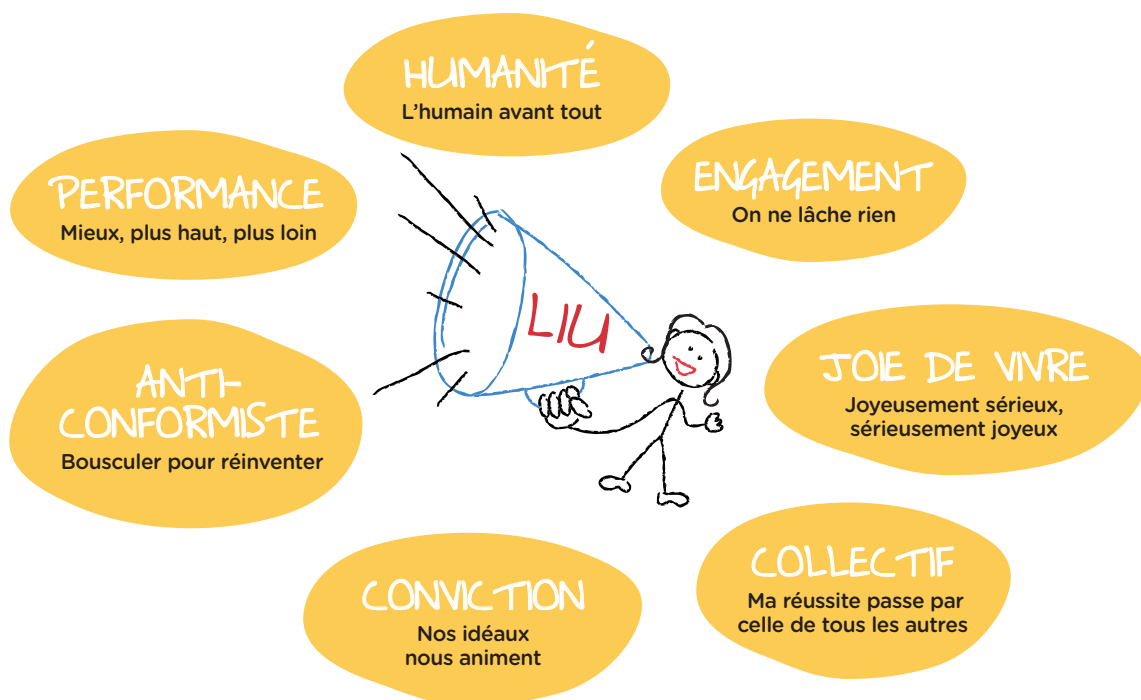 HUMANITÉ
L'humain avant tout
PERFORMANCE
Mieux, plus haut, plus loin
ENGAGEMENT
On ne lâche rien
LIU
ANTI-
CONFORMISTE
Bousculer pour réinventer
JOIE DE VIVRE
Joyeusement sérieux,
sérieusement joyeux
CONVICTION
Nos idéaux
nous animent
COLLECTIF
Ma réussite passe par
celle de tous les autres